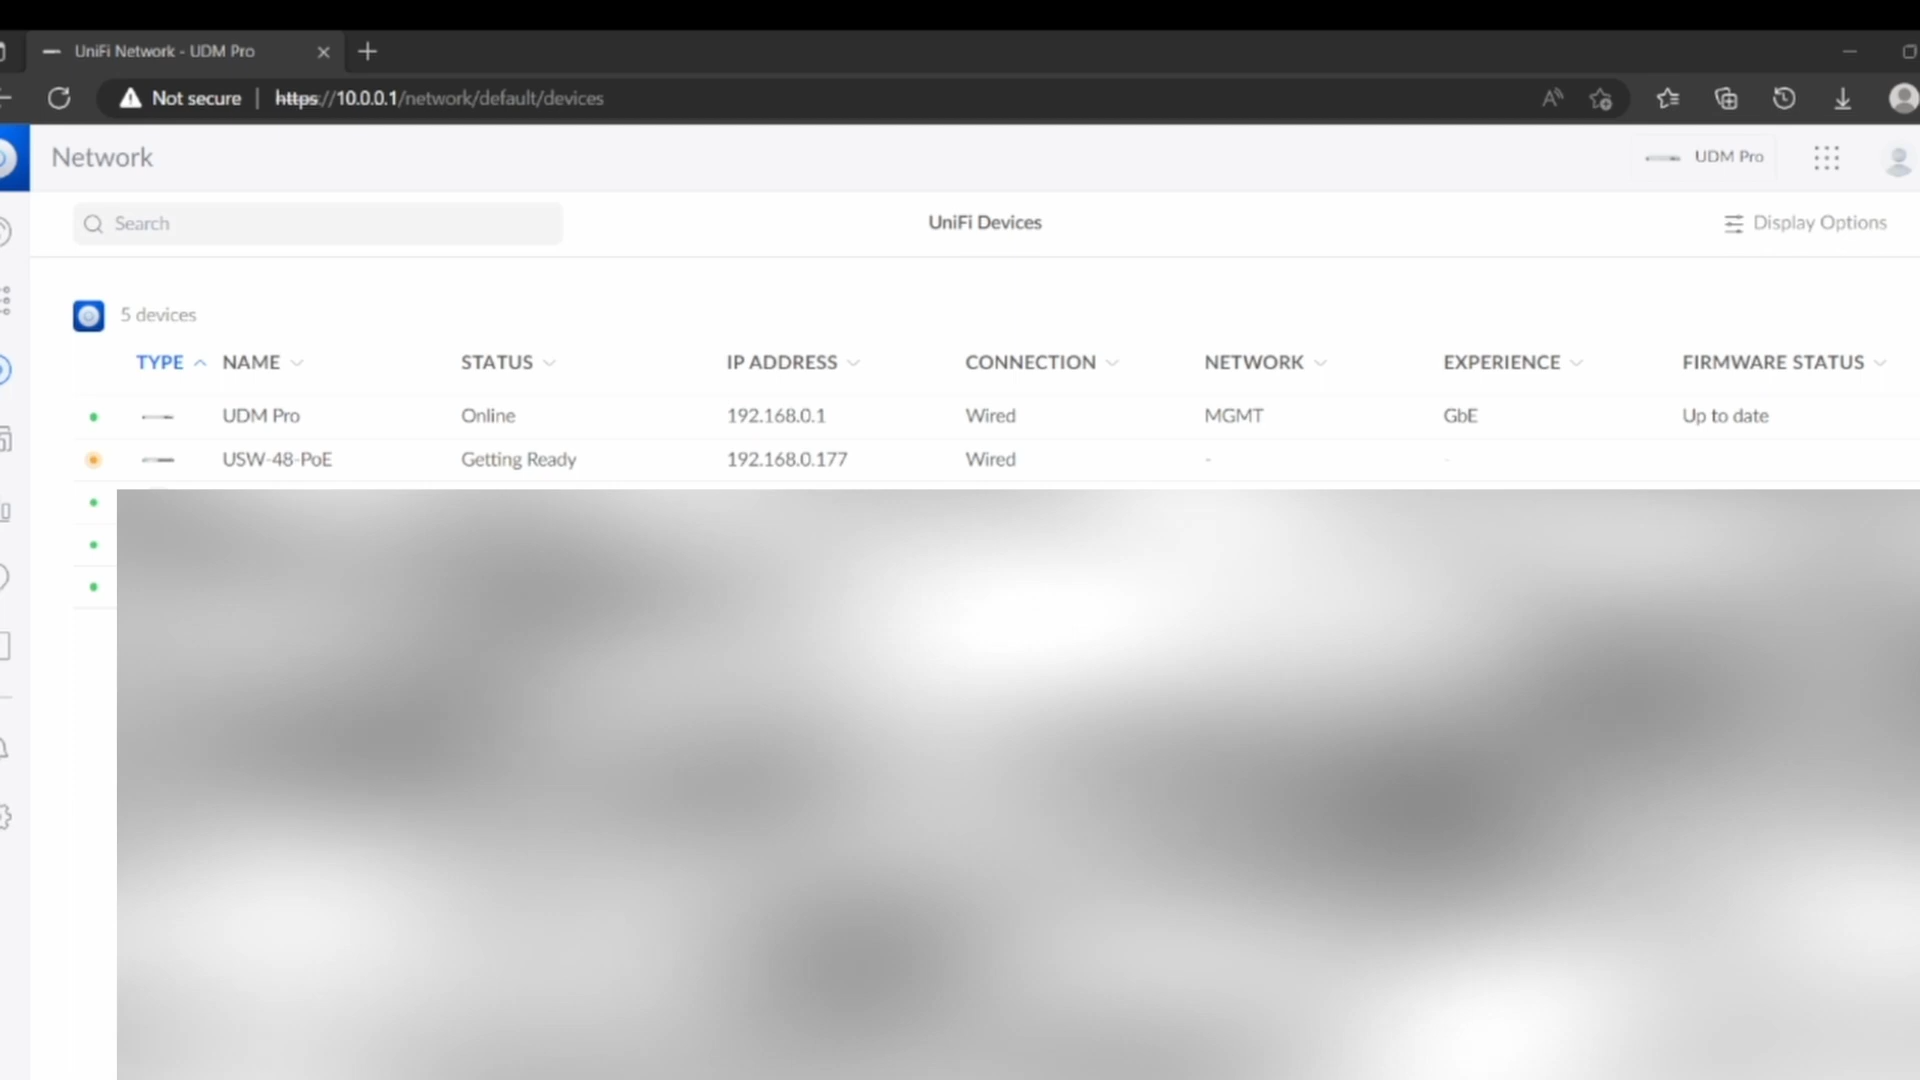 UniFi Network - UDM Pro
Not secure | https://10.0.0.1/network/default/devices
Network
UDM Pro
Search
UniFi Devices
Display Options
5 devices
TYPE NAME STATUS IP ADDRESS CONNECTION NETWORK EXPERIENCE FIRMWARE STATUS
UDM Pro Online 192.168.0.1 Wired MGMT GbE Up to date
USW-48-PoE Getting Ready 192.168.0.177 Wired - -